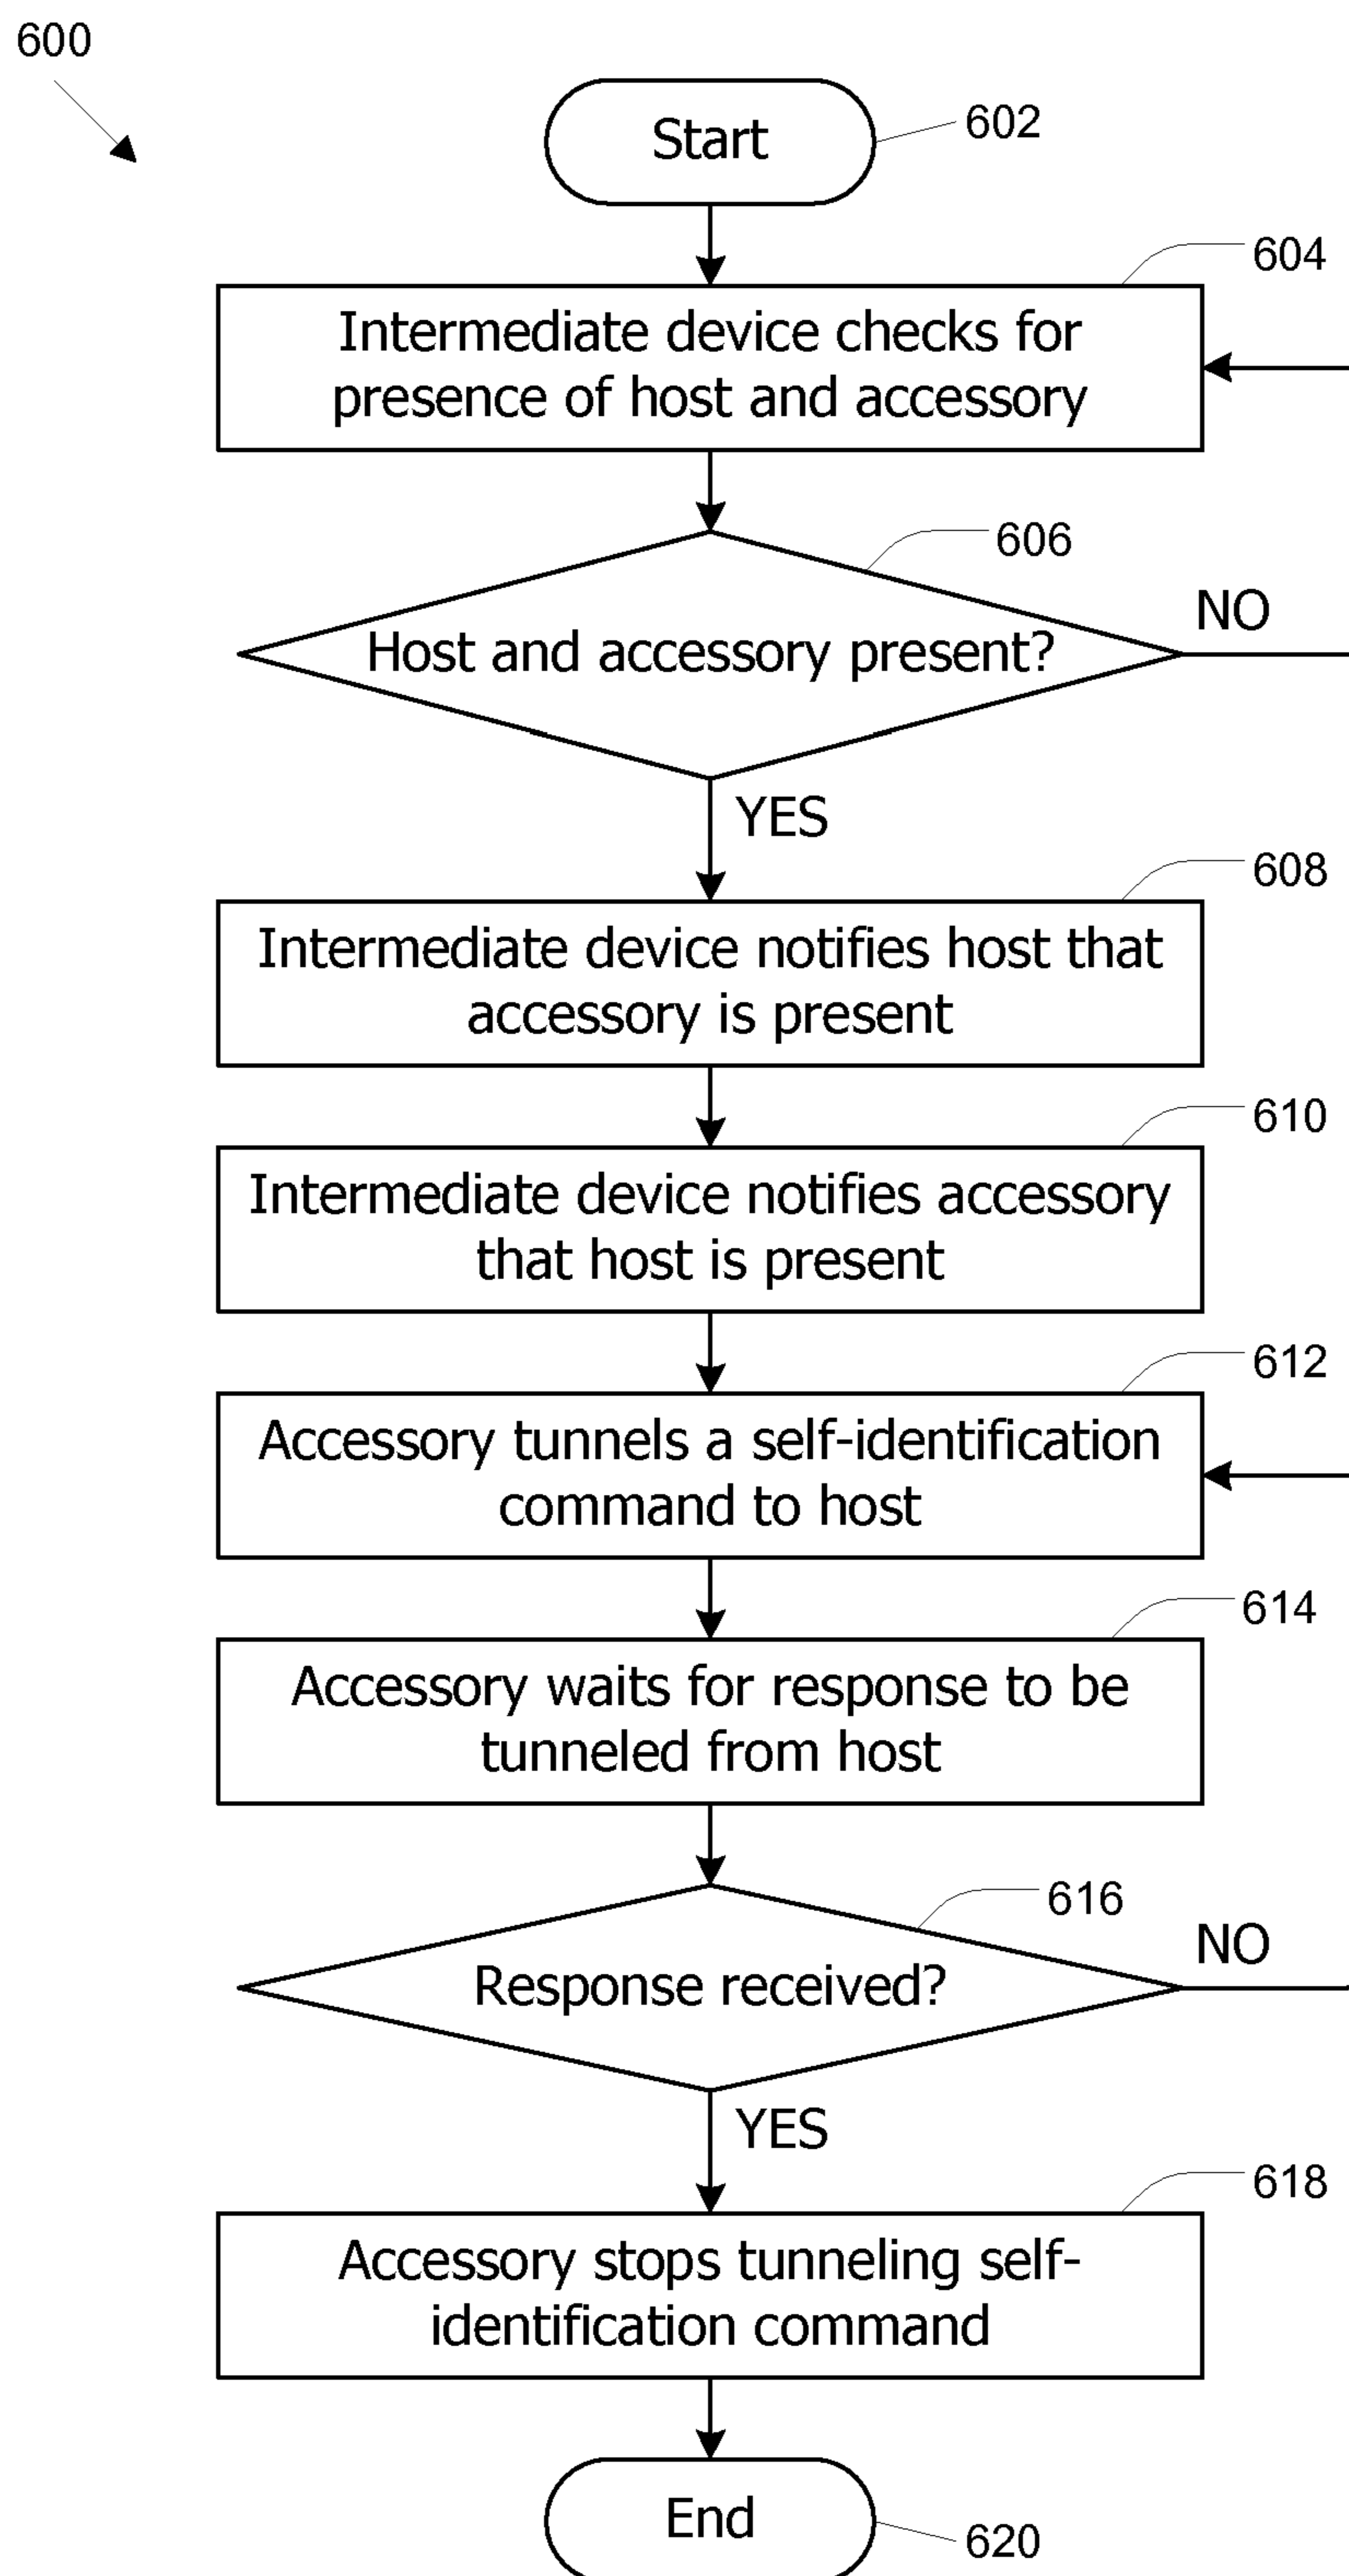 600
Start
602
604
Intermediate device checks for
presence of host and accessory
606
Host and accessory present?
NO
YES
608
Intermediate device notifies host that
accessory is present
610
Intermediate device notifies accessory
that host is present
612
Accessory tunnels a self-identification
command to host
614
Accessory waits for response to be
tunneled from host
616
Response received?
NO
YES
618
Accessory stops tunneling self-
identification command
End
620